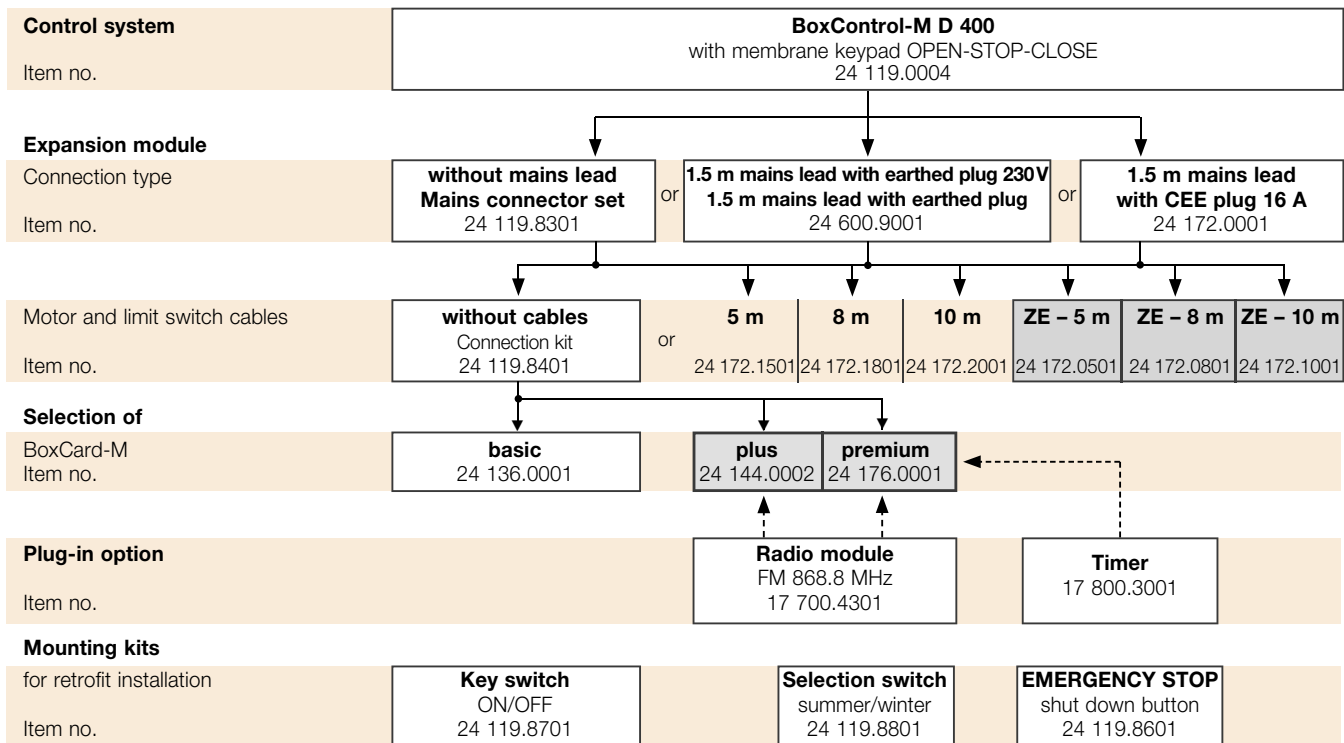 Control system
BoxControl-M D 400
with membrane keypad OPEN-STOP-CLOSE
Item no.
24 119.0004
Expansion module
Connection type
without mains lead
Mains connector set
or
1.5 m mains lead with earthed plug 230 V
1.5 m mains lead with earthed plug
or
1.5 m mains lead
with CEE plug 16 A
Item no.
24 119.8301
24 600.9001
24 172.0001
Motor and limit switch cables
without cables
Connection kit
or
5 m
8 m
10 m
ZE – 5 m
ZE – 8 m
ZE – 10 m
Item no.
24 119.8401
24 172.1501
24 172.1801
24 172.2001
24 172.0501
24 172.0801
24 172.1001
Selection of
BoxCard-M
basic
plus
premium
Item no.
24 136.0001
24 144.0002
24 176.0001
Plug-in option
Radio module
FM 868.8 MHz
Timer
Item no.
17 700.4301
17 800.3001
Mounting kits
for retrofit installation
Key switch
ON/OFF
Selection switch
summer/winter
EMERGENCY STOP
shut down button
Item no.
24 119.8701
24 119.8801
24 119.8601